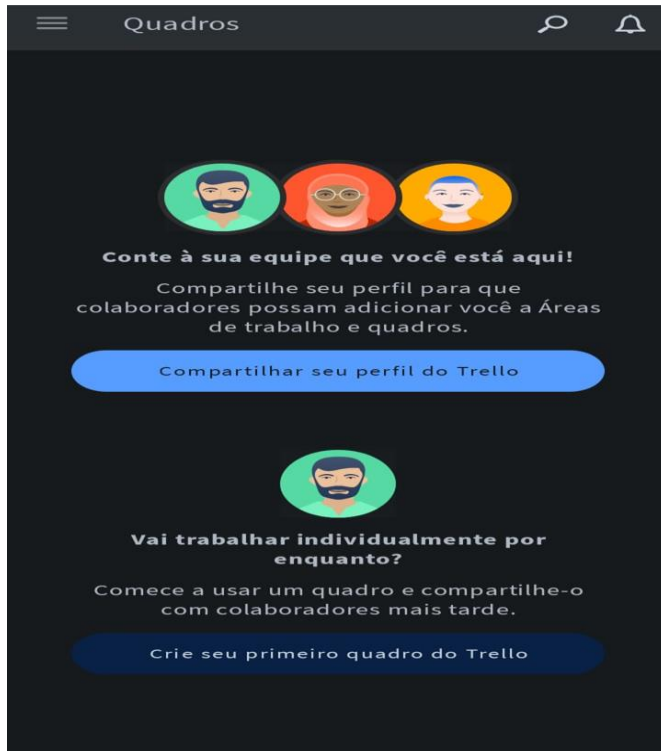 Quadros
Conte à sua equipe que você está aqui!
Compartilhe seu perfil para que
colaboradores possam adicionar você a Áreas
de trabalho e quadros.
Compartilhar seu perfil do Trello
Vai trabalhar individualmente por
enquanto?
Comece a usar um quadro e compartilhe-o
com colaboradores mais tarde.
Crie seu primeiro quadro do Trello